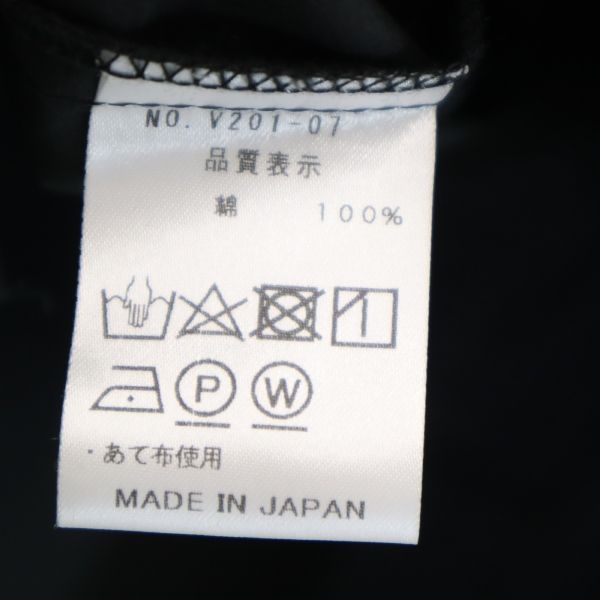 NO. V201-07
品質表示
綿 100%
P W
・あて布使用
MADE IN JAPAN